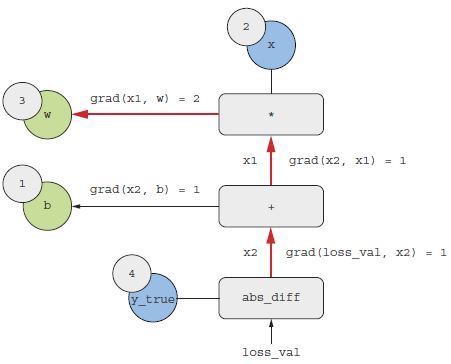 2
x
3
w
grad(x1, w) = 2
*
x1
grad(x2, x1) = 1
1
b
grad(x2, b) = 1
+
x2
grad(loss_val, x2) = 1
4
y_true
abs_diff
loss_val